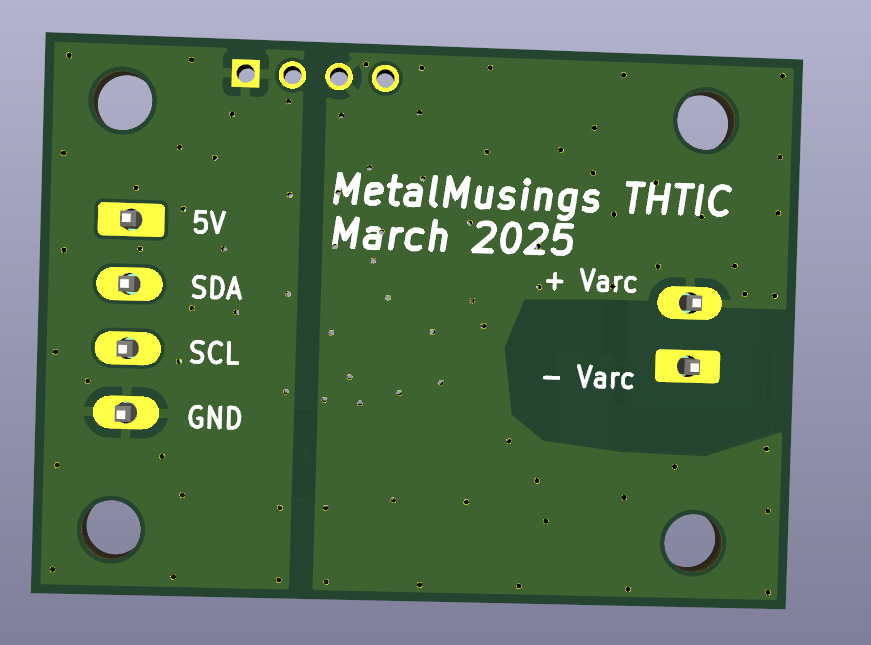 MetalMusings THTIC
March 2025
5V
SDA
SCL
GND
+ Varc
- Varc